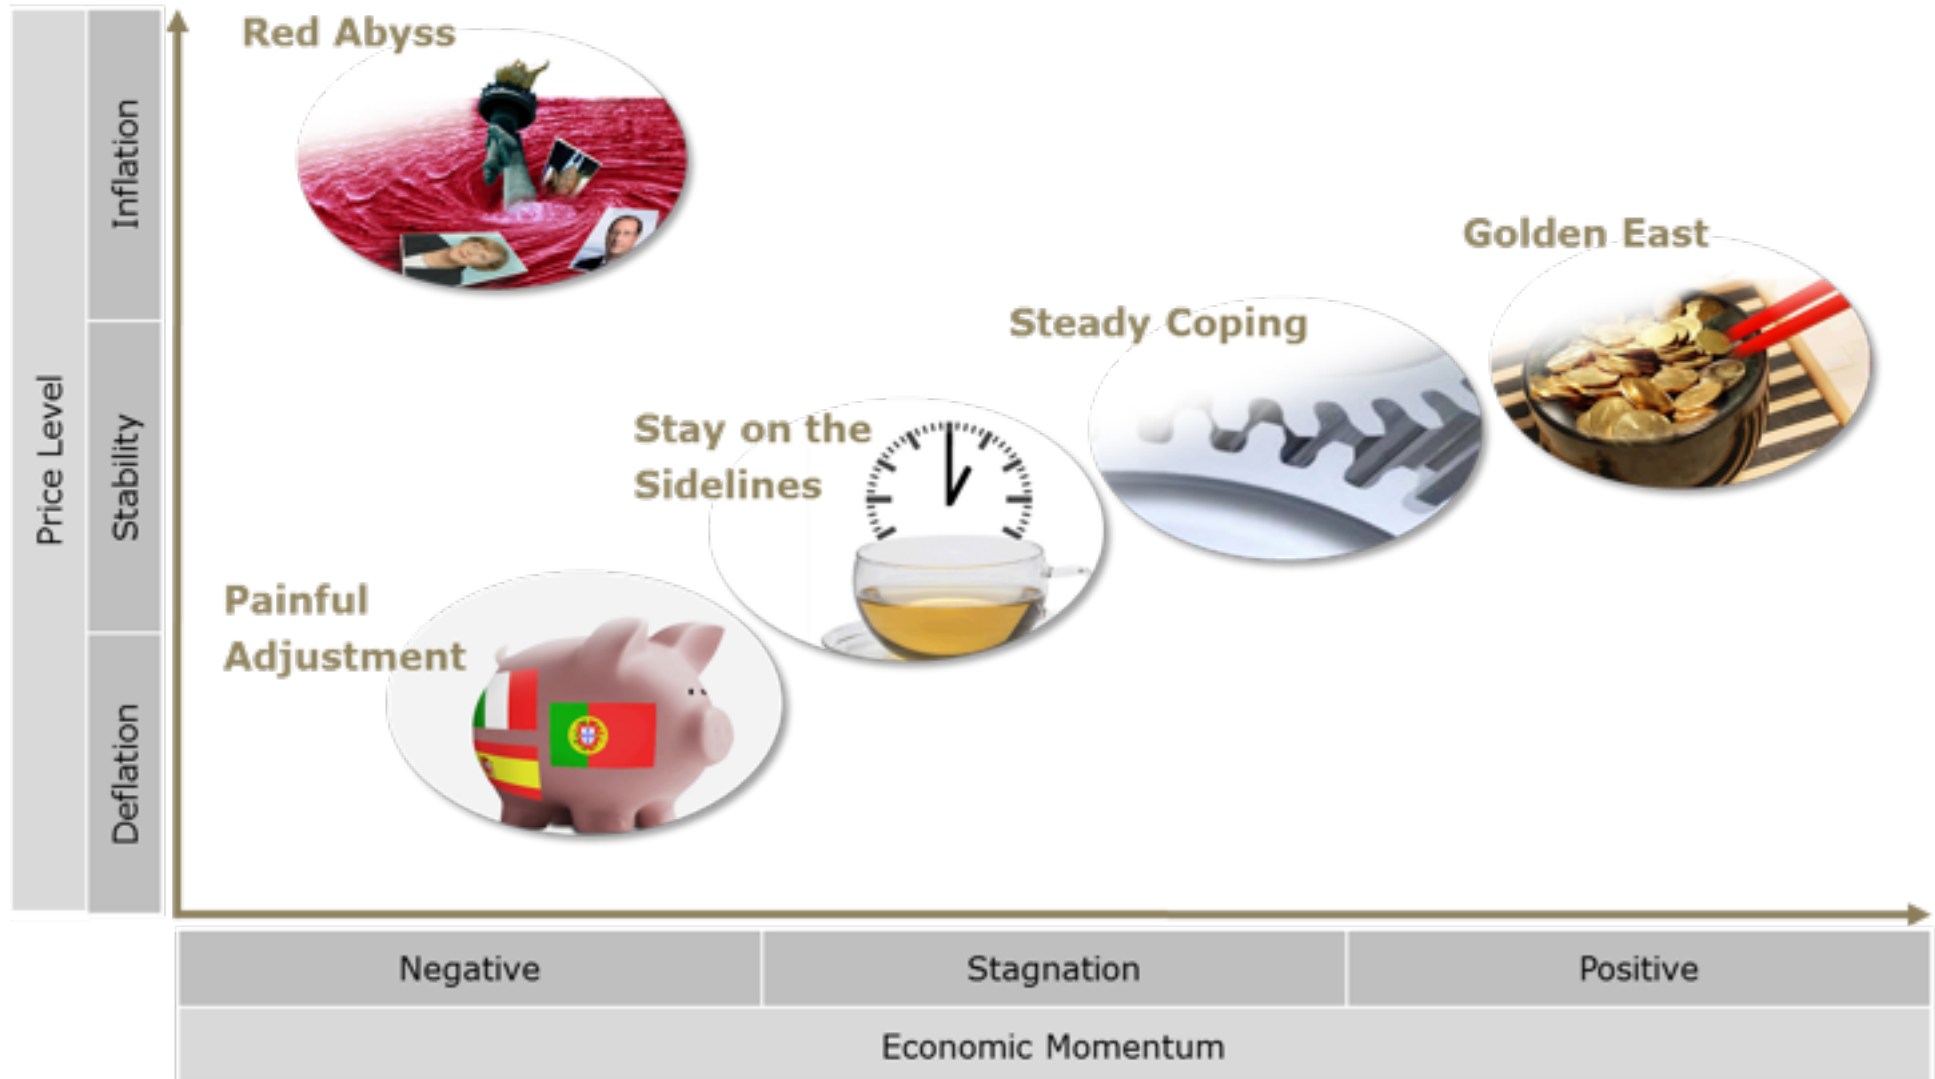 Red Abyss
Golden East
Steady Coping
Stay on the
Sidelines
Painful
Adjustment
Price Level
Inflation
Stability
Deflation
Negative
Stagnation
Positive
Economic Momentum